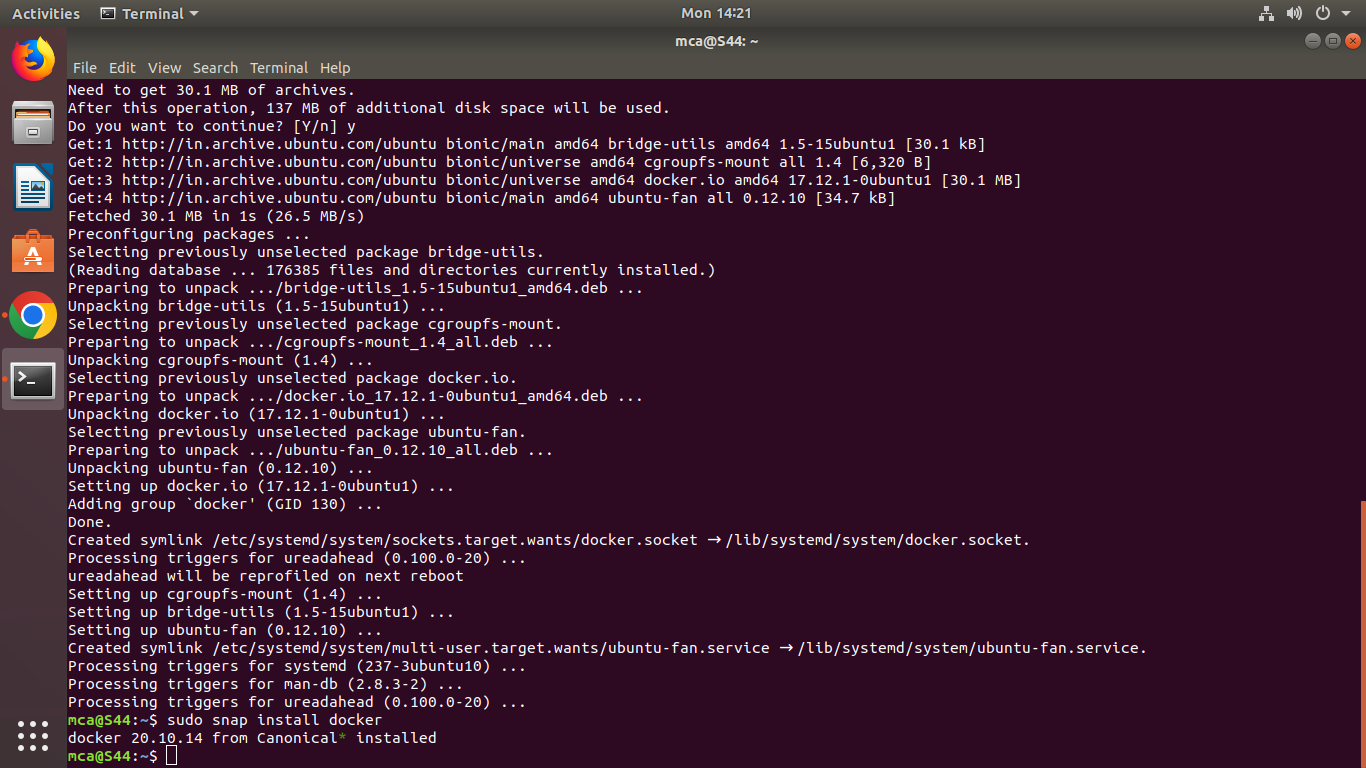 Activities Terminal Mon 14:21
mca@S44: ~
File Edit View Search Terminal Help
Need to get 30.1 MB of archives.
After this operation, 137 MB of additional disk space will be used.
Do you want to continue? [Y/n] y
Get:1 http://in.archive.ubuntu.com/ubuntu bionic/main amd64 bridge-utils amd64 1.5-15ubuntu1 [30.1 kB]
Get:2 http://in.archive.ubuntu.com/ubuntu bionic/universe amd64 cgroupfs-mount all 1.4 [6,320 B]
Get:3 http://in.archive.ubuntu.com/ubuntu bionic/universe amd64 docker.io amd64 17.12.1-0ubuntu1 [30.1 MB]
Get:4 http://in.archive.ubuntu.com/ubuntu bionic/main amd64 ubuntu-fan all 0.12.10 [34.7 kB]
Fetched 30.1 MB in 1s (26.5 MB/s)
Preconfiguring packages ...
Selecting previously unselected package bridge-utils.
(Reading database ... 176385 files and directories currently installed.)
Preparing to unpack .../bridge-utils_1.5-15ubuntu1_amd64.deb ...
Unpacking bridge-utils (1.5-15ubuntu1) ...
Selecting previously unselected package cgroupfs-mount.
Preparing to unpack .../cgroupfs-mount_1.4_all.deb ...
Unpacking cgroupfs-mount (1.4) ...
Selecting previously unselected package docker.io.
Preparing to unpack .../docker.io_17.12.1-0ubuntu1_amd64.deb ...
Unpacking docker.io (17.12.1-0ubuntu1) ...
Selecting previously unselected package ubuntu-fan.
Preparing to unpack .../ubuntu-fan_0.12.10_all.deb ...
Unpacking ubuntu-fan (0.12.10) ...
Setting up docker.io (17.12.1-0ubuntu1) ...
Adding group `docker' (GID 130) ...
Done.
Created symlink /etc/systemd/system/sockets.target.wants/docker.socket → /lib/systemd/system/docker.socket.
Processing triggers for ureadahead (0.100.0-20) ...
ureadahead will be reprofiled on next reboot
Setting up cgroupfs-mount (1.4) ...
Setting up bridge-utils (1.5-15ubuntu1) ...
Setting up ubuntu-fan (0.12.10) ...
Created symlink /etc/systemd/system/multi-user.target.wants/ubuntu-fan.service → /lib/systemd/system/ubuntu-fan.service.
Processing triggers for systemd (237-3ubuntu10) ...
Processing triggers for man-db (2.8.3-2) ...
Processing triggers for ureadahead (0.100.0-20) ...
mca@S44:~$ sudo snap install docker
docker 20.10.14 from Canonical* installed
mca@S44:~$